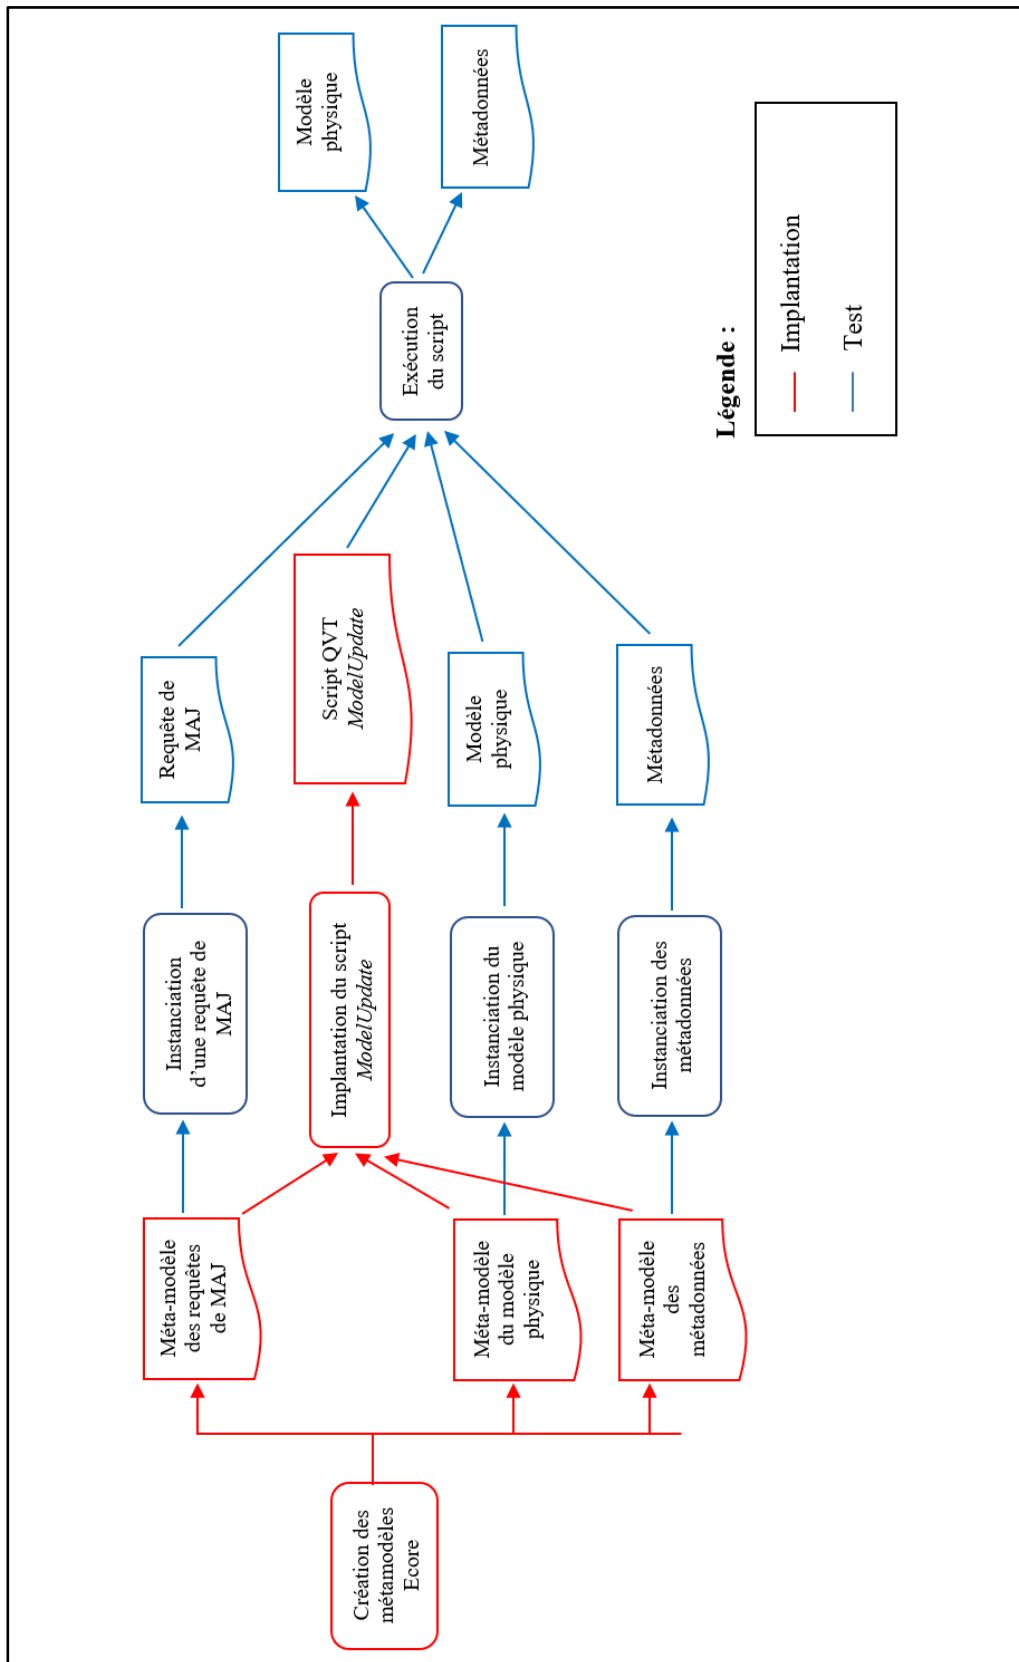 Création des
métamodèles
Ecore
Méta-modèle
des requêtes
de MAJ
Méta-modèle
du modèle
physique
Méta-modèle
des
métadonnées
Instanciation
d’une requête de
MAJ
Implantation du script
ModelUpdate
Instanciation du
modèle physique
Instanciation des
métadonnées
Requête de
MAJ
Script QVT
ModelUpdate
Modèle
physique
Métadonnées
Exécution
du script
Modèle
physique
Métadonnées
Légende :
Implantation
Test